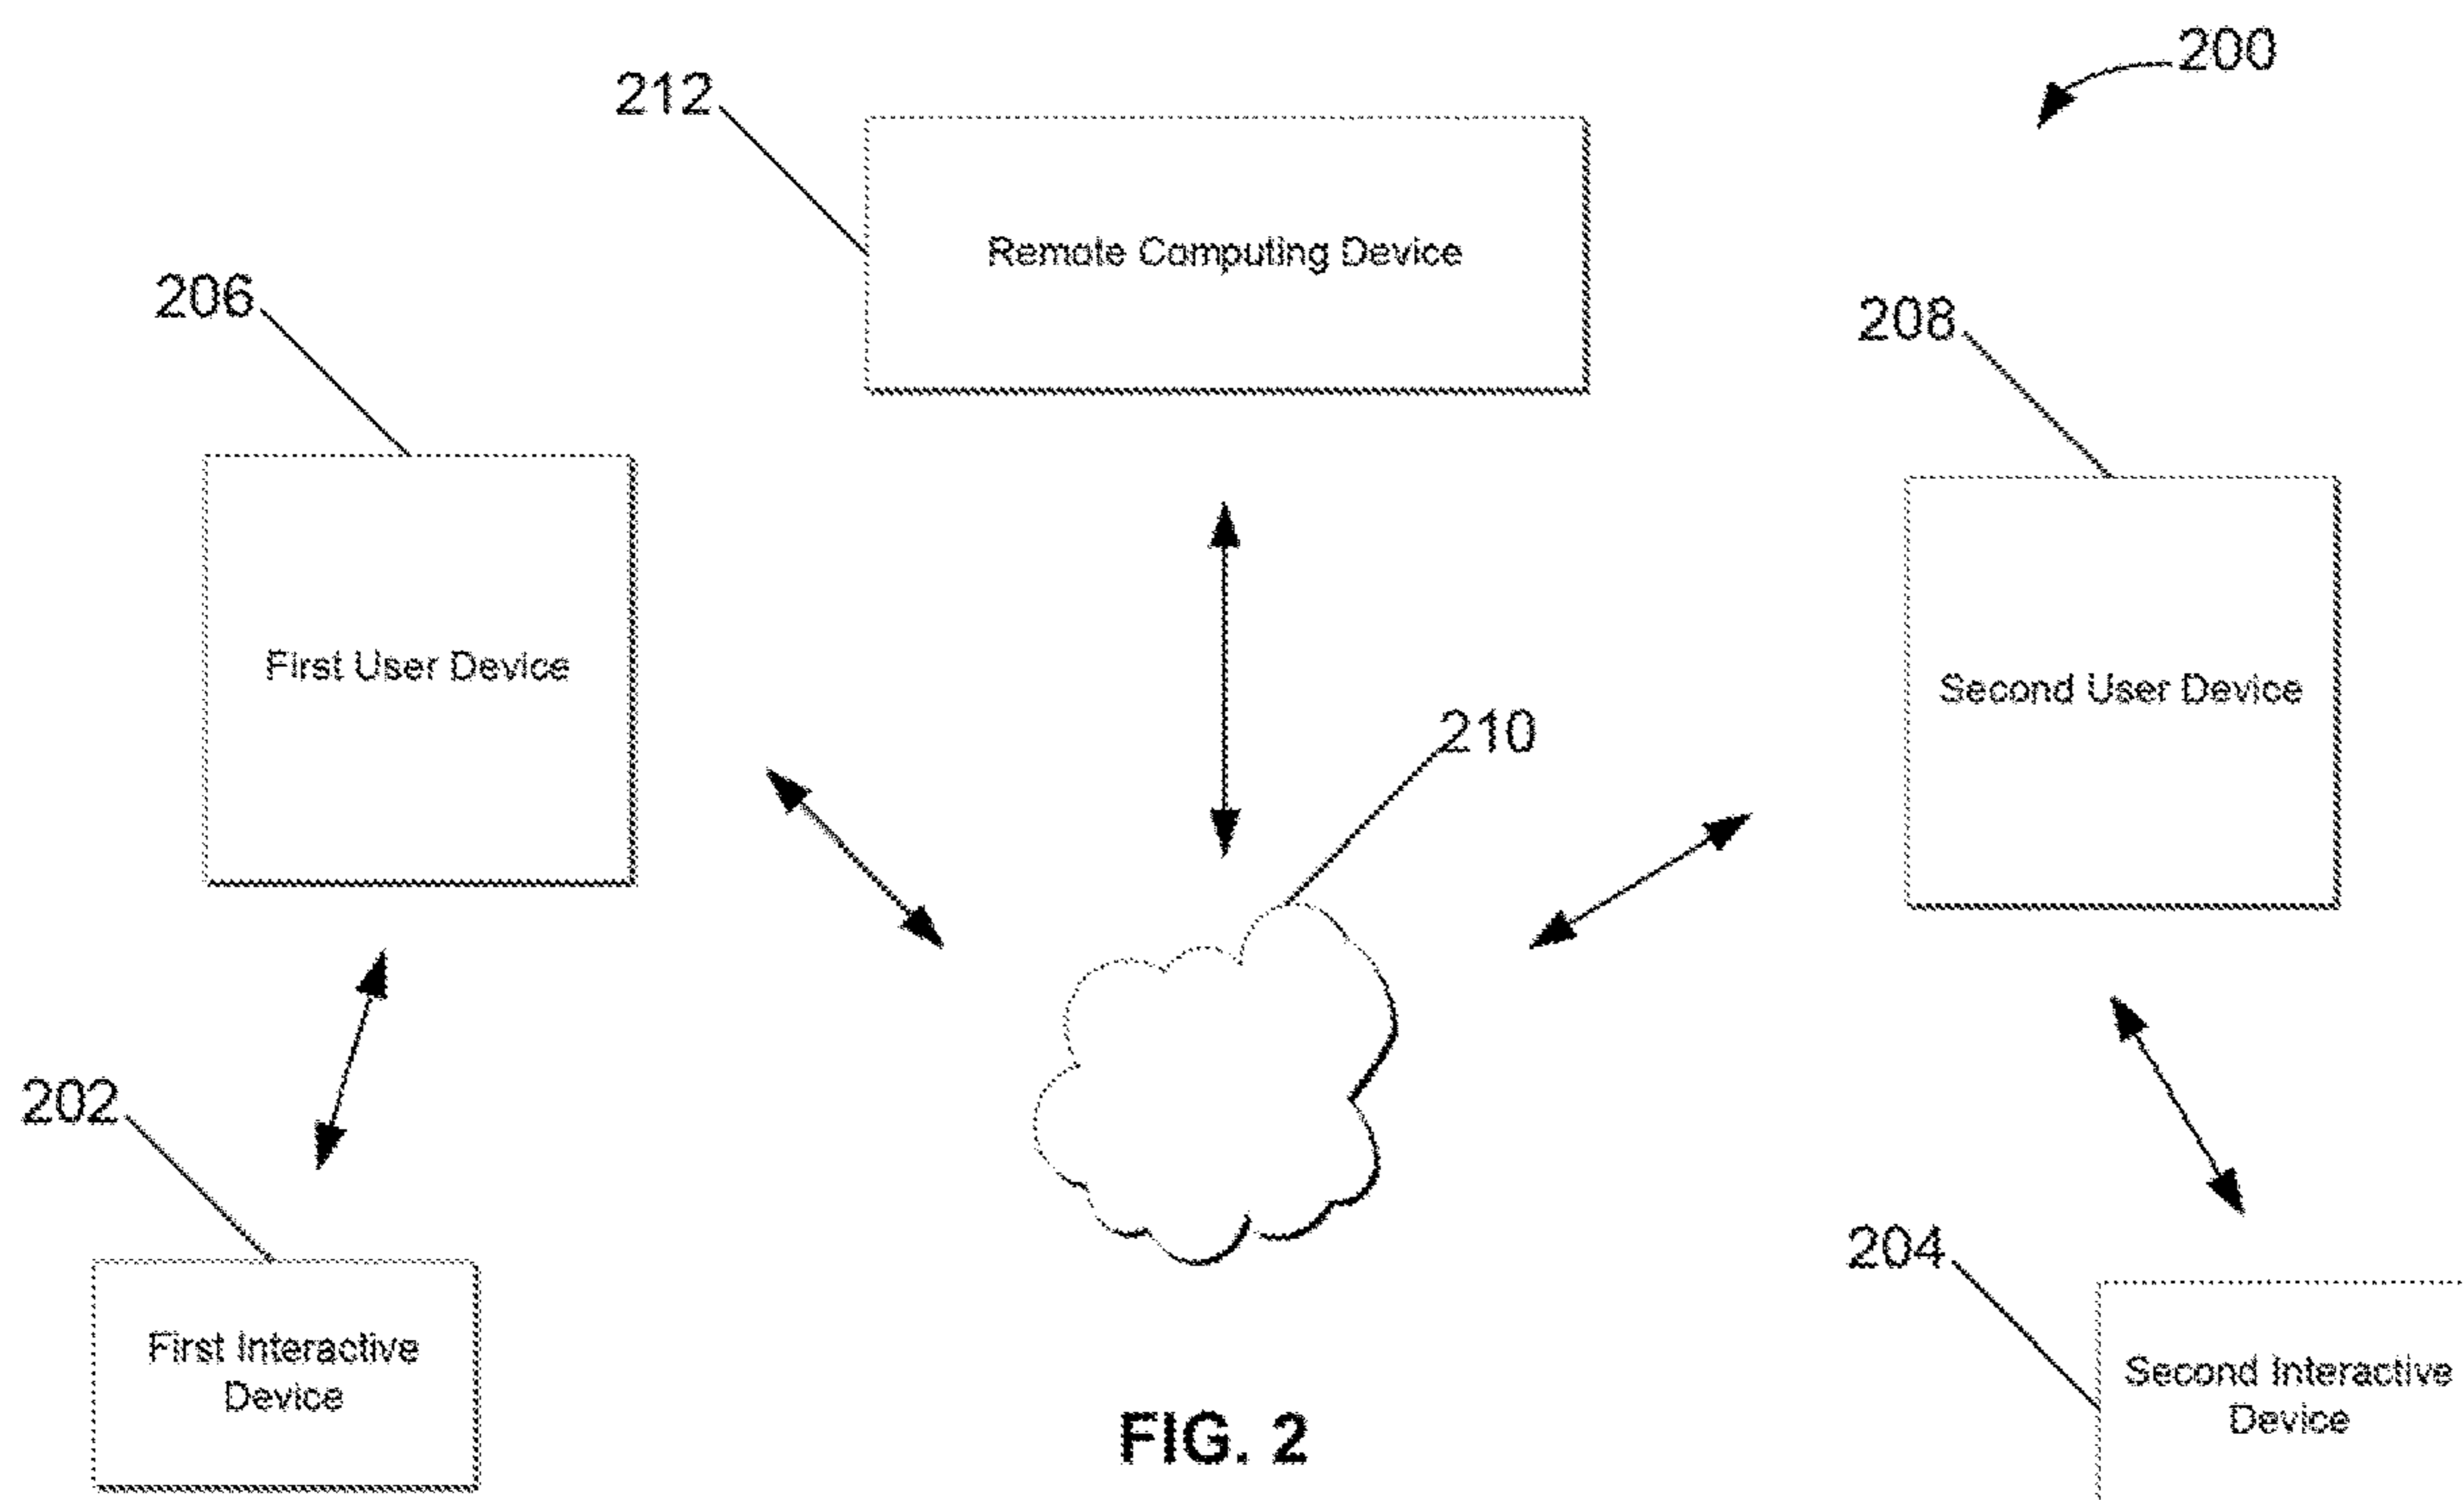 200
212
Remote Computing Device
206
208
First User Device
Second User Device
210
202
First Interactive
Device
204
Second Interactive
Device
FIG. 2